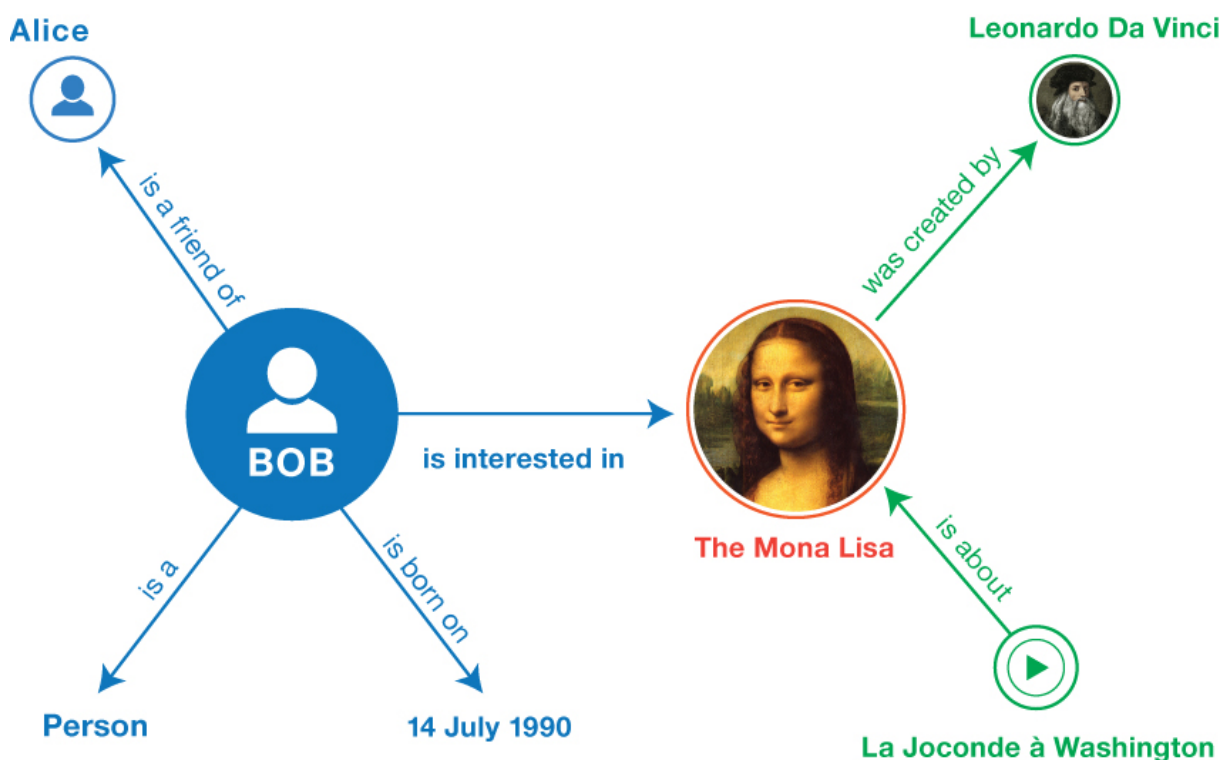 Alice
Leonardo Da Vinci
is a friend of
was created by
BOB
is interested in
The Mona Lisa
is a
is born on
is about
Person
14 July 1990
La Joconde à Washington